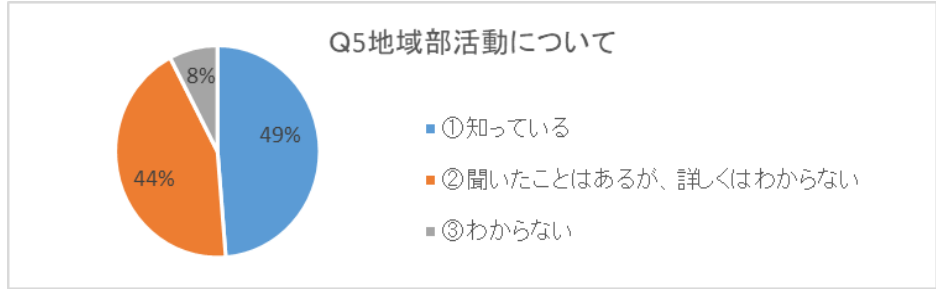 Q5地域部活動について
8%
49%
44%
①知っている
②聞いたことはあるが、詳しくはわからない
③わからない